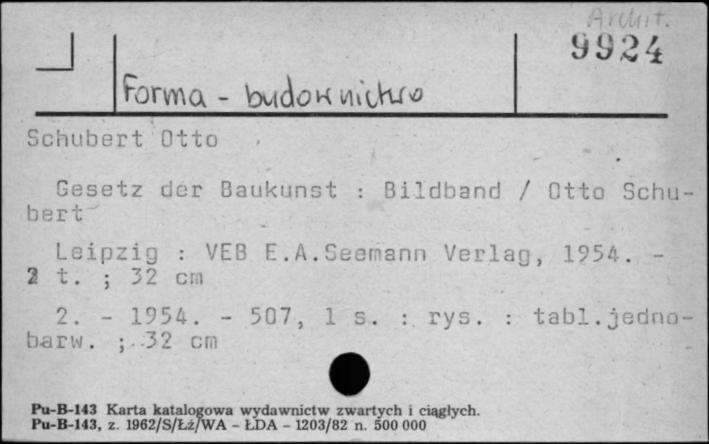 Archit.
9924
Forma - budownictwo
Schubert Otto
Gesetz der Baukunst : Bildband / Otto Schu-
bert
Leipzig : VEB E.A.Seemann Verlag, 1954. -
2 t. ; 32 cm
2. - 1954. - 507, 1 s. : rys. : tabl.jedno-
barw. ; 32 cm
Pu-B-143 Karta katalogowa wydawnictw zwartych i ciągłych.
Pu-B-143, z. 1962/S/Łź/WA - ŁDA - 1203/82 n. 500 000